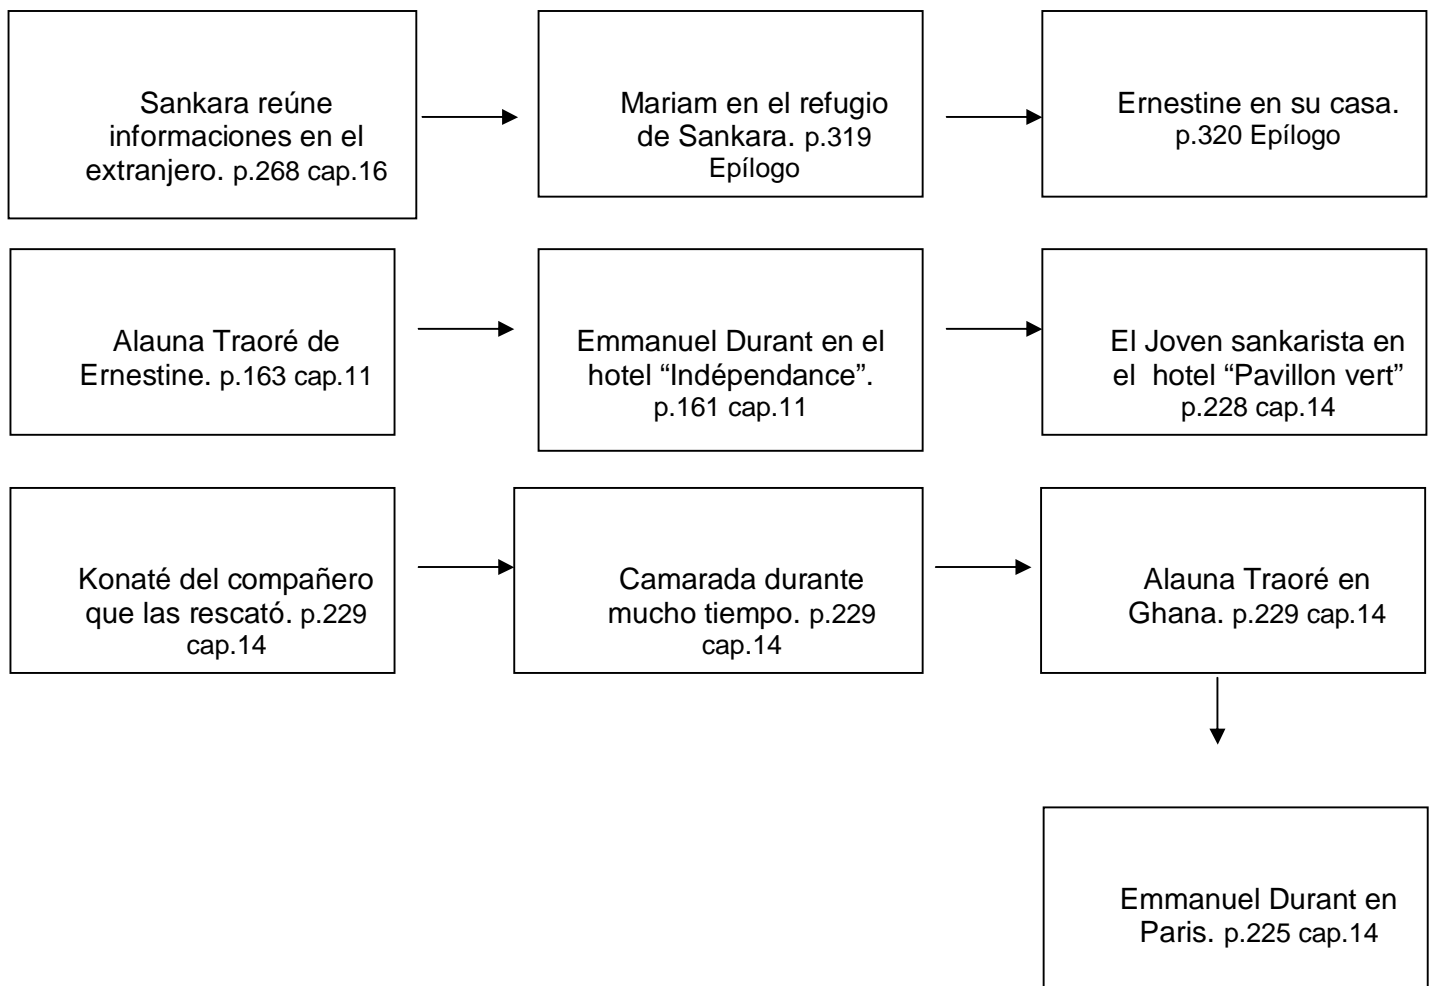 Sankara reúne
informaciones en el
extranjero. p.268 cap.16
Mariam en el refugio
de Sankara. p.319
Epílogo
Ernestine en su casa.
p.320 Epílogo
Alauna Traoré de
Ernestine. p.163 cap.11
Emmanuel Durant en el
hotel “Indépendance”.
p.161 cap.11
El Joven sankarista en
el hotel “Pavillon vert”
p.228 cap.14
Konaté del compañero
que las rescató. p.229
cap.14
Camarada durante
mucho tiempo. p.229
cap.14
Alauna Traoré en
Ghana. p.229 cap.14
Emmanuel Durant en
Paris. p.225 cap.14